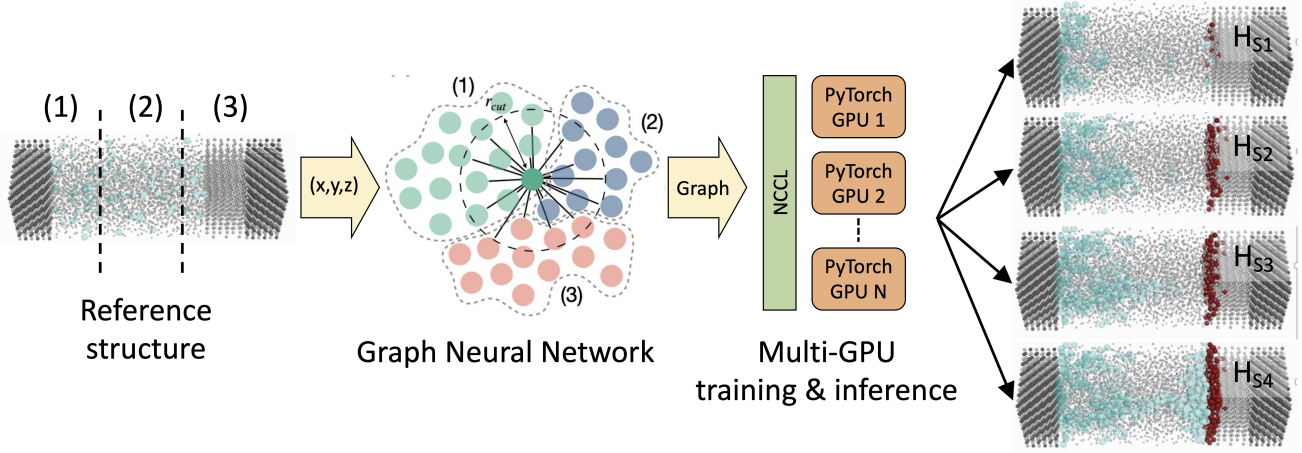 (1)
(2)
(3)
Reference
structure
(x,y,z)
(1)
r_cut
(2)
(3)
Graph Neural Network
Graph
NCCL
PyTorch
GPU 1
PyTorch
GPU 2
PyTorch
GPU N
Multi-GPU
training & inference
H_S1
H_S2
H_S3
H_S4